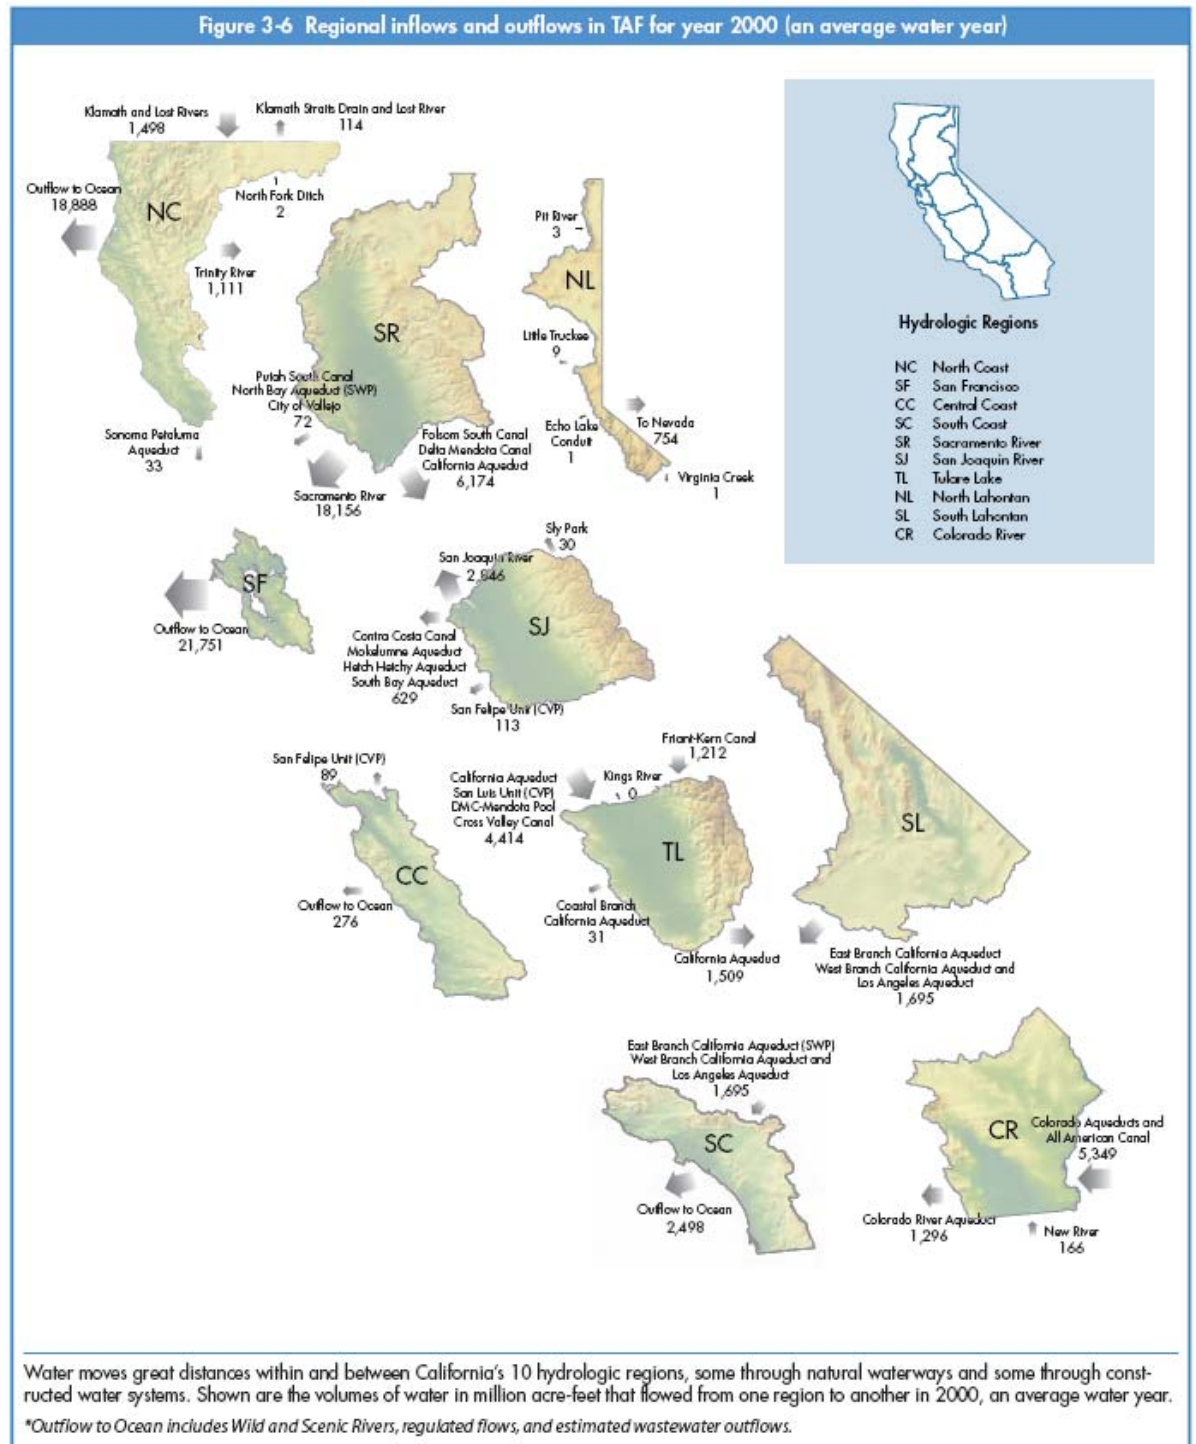 Figure 3-6 Regional inflows and outflows in TAF for year 2000 (an average water year)
Klamath and Lost Rivers
1,498
Klamath Straits Drain and Lost River
114
Outflow to Ocean
18,888
NC
North Fork Ditch
2
Trinity River
1,111
Sonoma Petaluma
Aqueduct
33
SR
Putah South Canal
North Bay Aqueduct (SWP)
City of Vallejo
72
Sacramento River
18,156
Folsom South Canal
Delta Mendota Canal
California Aqueduct
6,174
Pit River
3
NL
Little Truckee
9
Echo Lake
Conduit
1
To Nevada
754
Virginia Creek
1
Hydrologic Regions
NC North Coast
SF San Francisco
CC Central Coast
SC South Coast
SR Sacramento River
SJ San Joaquin River
TL Tulare Lake
NL North Lahontan
SL South Lahontan
CR Colorado River
SF
Outflow to Ocean
21,751
Sly Park
30
San Joaquin River
2,846
SJ
Contra Costa Canal
Mokelumne Aqueduct
Hetch Hetchy Aqueduct
South Bay Aqueduct
629
San Felipe Unit (CVP)
113
San Felipe Unit (CVP)
89
CC
Outflow to Ocean
276
Friant-Kern Canal
1,212
Kings River
0
California Aqueduct
San Luis Unit (CVP)
DMC-Mendota Pool
Cross Valley Canal
4,414
TL
Coastal Branch
California Aqueduct
31
California Aqueduct
1,509
SL
East Branch California Aqueduct
West Branch California Aqueduct and
Los Angeles Aqueduct
1,695
East Branch California Aqueduct (SWP)
West Branch California Aqueduct and
Los Angeles Aqueduct
1,695
SC
Outflow to Ocean
2,498
CR
Colorado Aqueducts and
All American Canal
5,349
Colorado River Aqueduct
1,296
New River
166
Water moves great distances within and between California's 10 hydrologic regions, some through natural waterways and some through const-
ructed water systems. Shown are the volumes of water in million acre-feet that flowed from one region to another in 2000, an average water year.
*Outflow to Ocean includes Wild and Scenic Rivers, regulated flows, and estimated wastewater outflows.